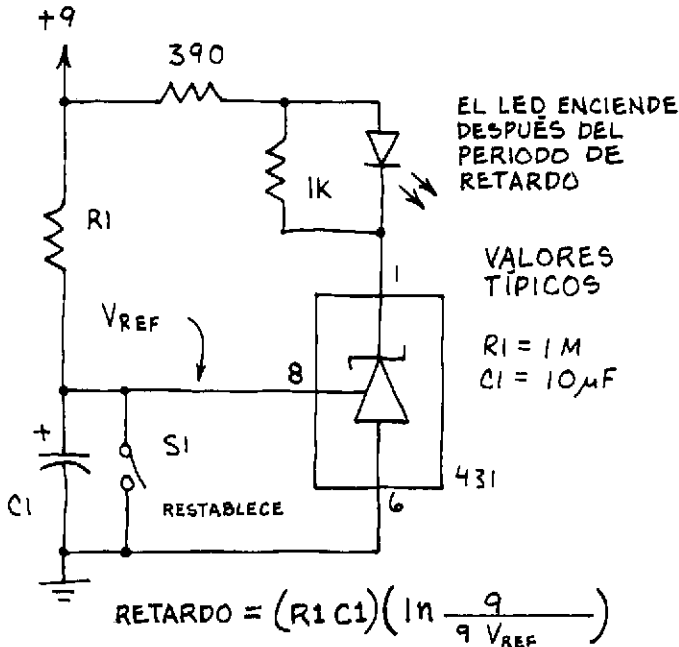 +9
390
EL LED ENCIENDE
DESPUÉS DEL
PERIODO DE
RETARDO
1K
R1
VALORES
TÍPICOS
1
VREF
R1 = 1 M
C1 = 10µF
8
+
S1
C1
RESTABLECE
431
6
RETARDO = (R1 C1)(ln 9
9 VREF)